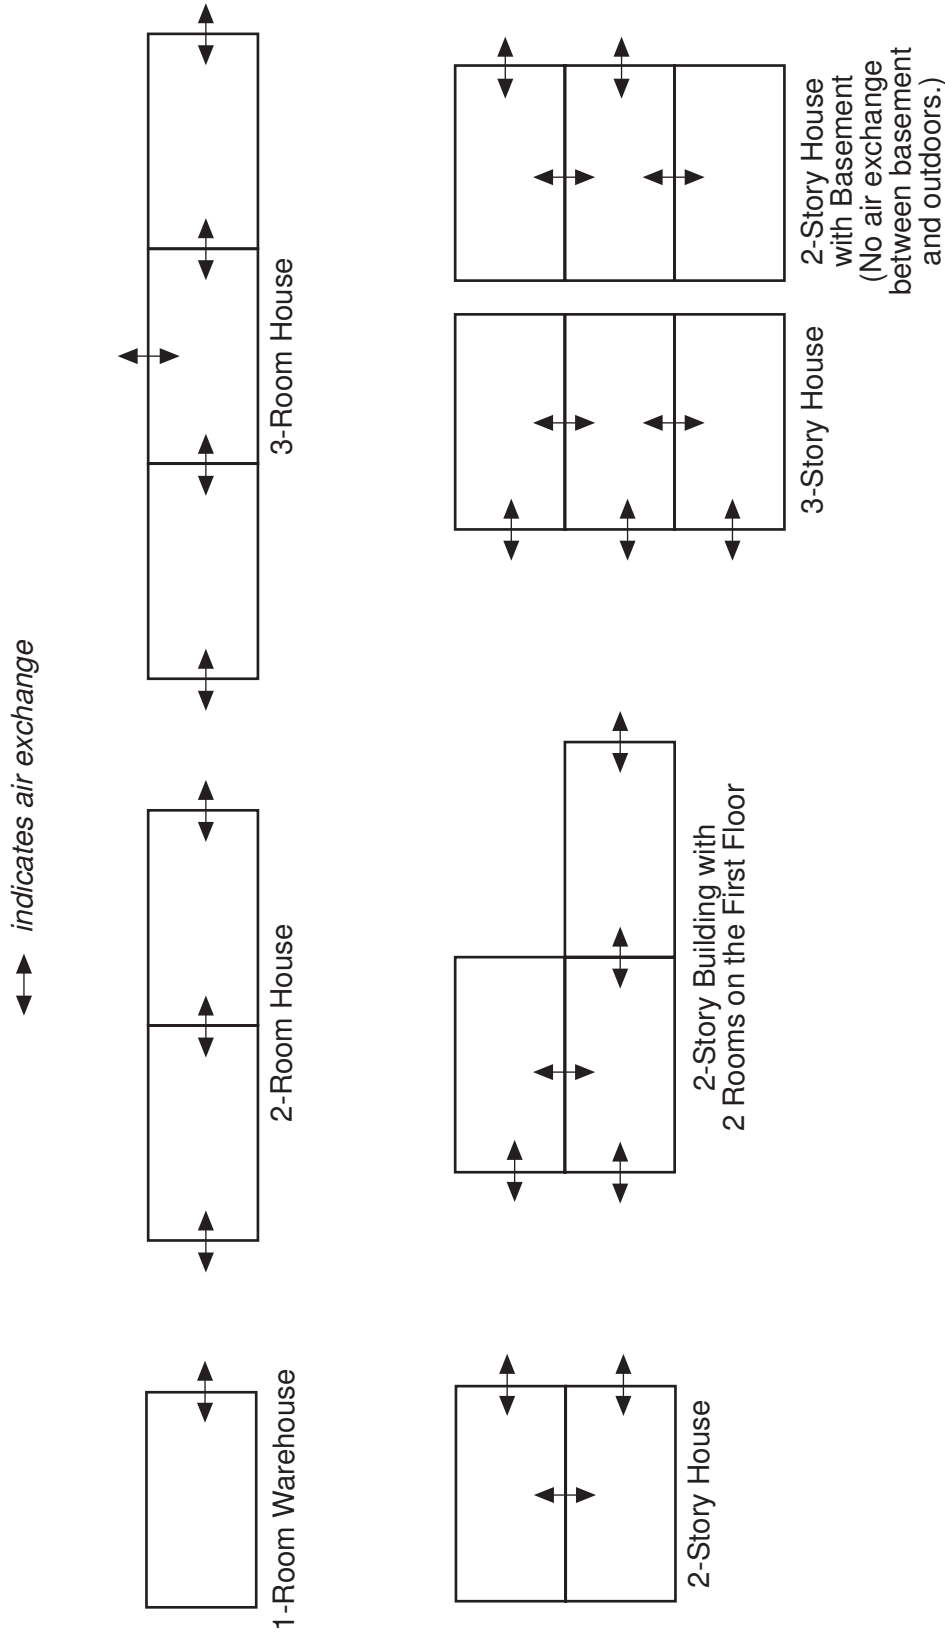 indicates air exchange
1-Room Warehouse
2-Room House
3-Room House
2-Story House
2-Story Building with
2 Rooms on the First Floor
3-Story House
2-Story House
with Basement
(No air exchange
between basement
and outdoors.)